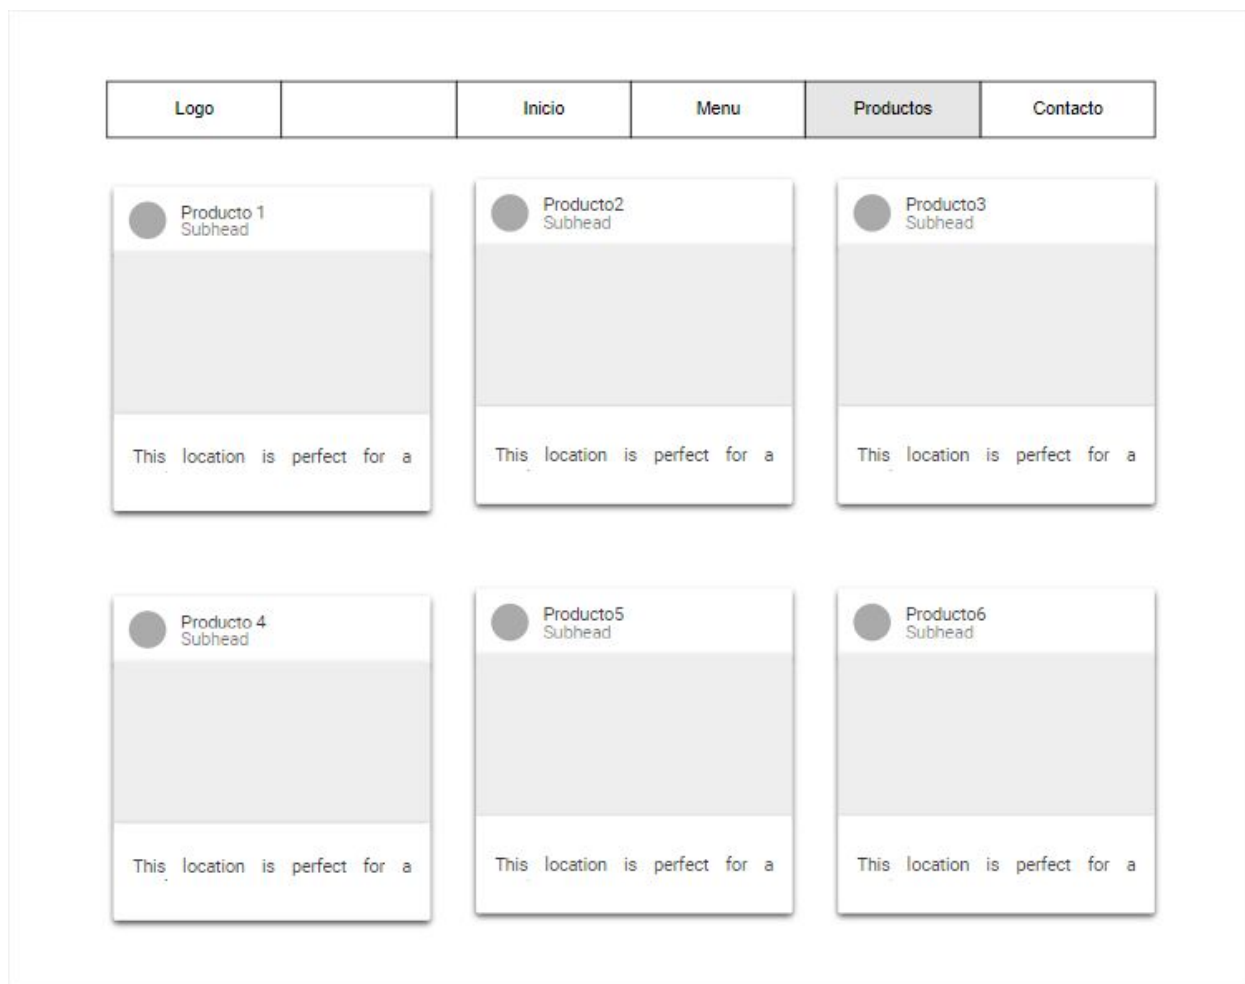 Logo
Inicio
Menu
Productos
Contacto
Producto 1
Subhead
Producto2
Subhead
Producto3
Subhead
This location is perfect for a
This location is perfect for a
This location is perfect for a
Producto 4
Subhead
Producto5
Subhead
Producto6
Subhead
This location is perfect for a
This location is perfect for a
This location is perfect for a